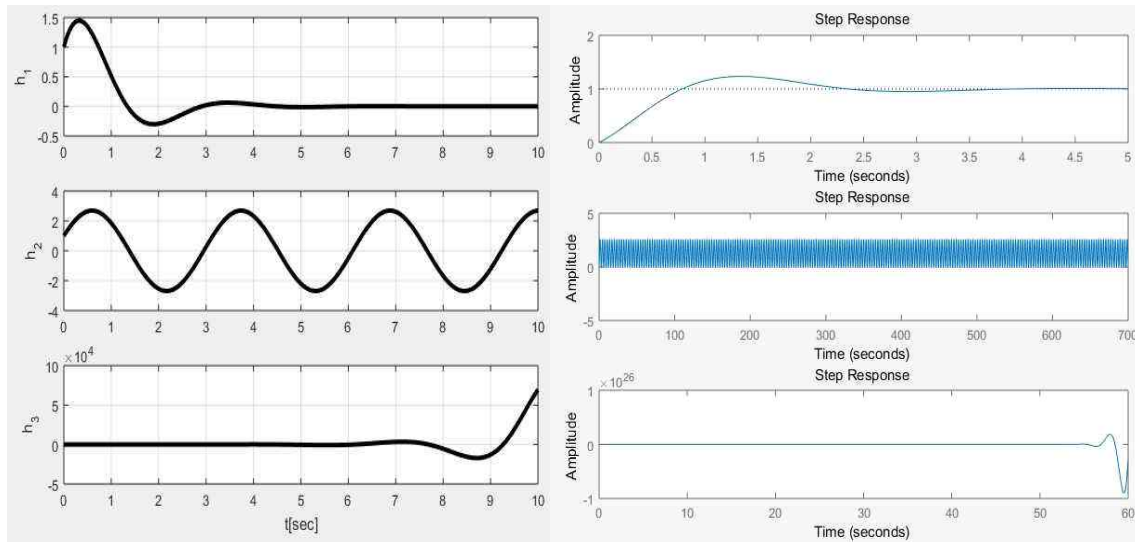 1.5
1
0.5
0
-0.5
h1
0 1 2 3 4 5 6 7 8 9 10
4
2
0
-2
-4
h2
0 1 2 3 4 5 6 7 8 9 10
×10^4
10
5
0
-5
h3
0 1 2 3 4 5 6 7 8 9 10
t[sec]
Step Response
2
1
0
Amplitude
0 0.5 1 1.5 2 2.5 3 3.5 4 4.5 5
Time (seconds)
Step Response
5
0
-5
Amplitude
0 100 200 300 400 500 600 700
Time (seconds)
Step Response
×10^26
1
0
-1
Amplitude
0 10 20 30 40 50 60
Time (seconds)